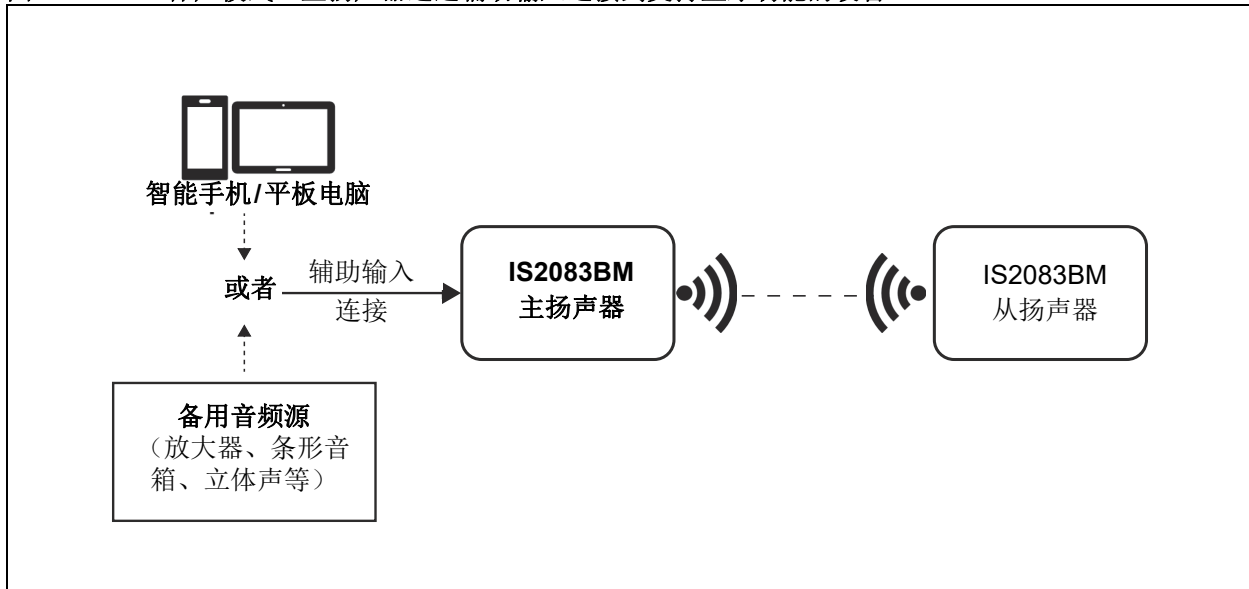 智能手机/平板电脑
或者
辅助输入
连接
IS2083BM
主扬声器
IS2083BM
从扬声器
备用音频源
（放大器、条形音
箱、立体声等）